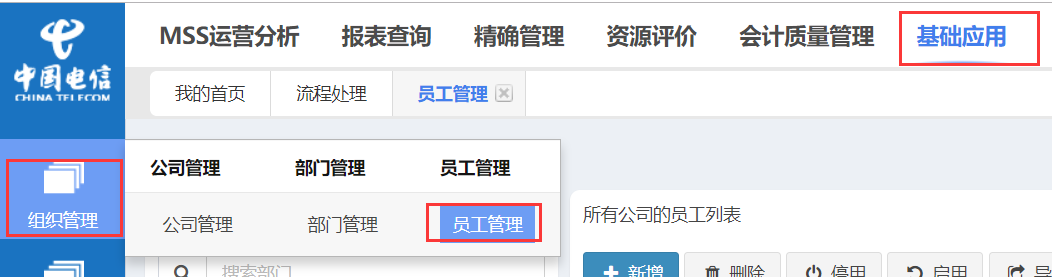 中国电信
CHINA TELECOM
MSS运营分析 报表查询 精确管理 资源评价 会计质量管理 基础应用
我的首页 流程处理 员工管理
组织管理
公司管理 部门管理 员工管理
公司管理 部门管理 员工管理
所有公司的员工列表
搜索部门
新增 删除 停用 启用